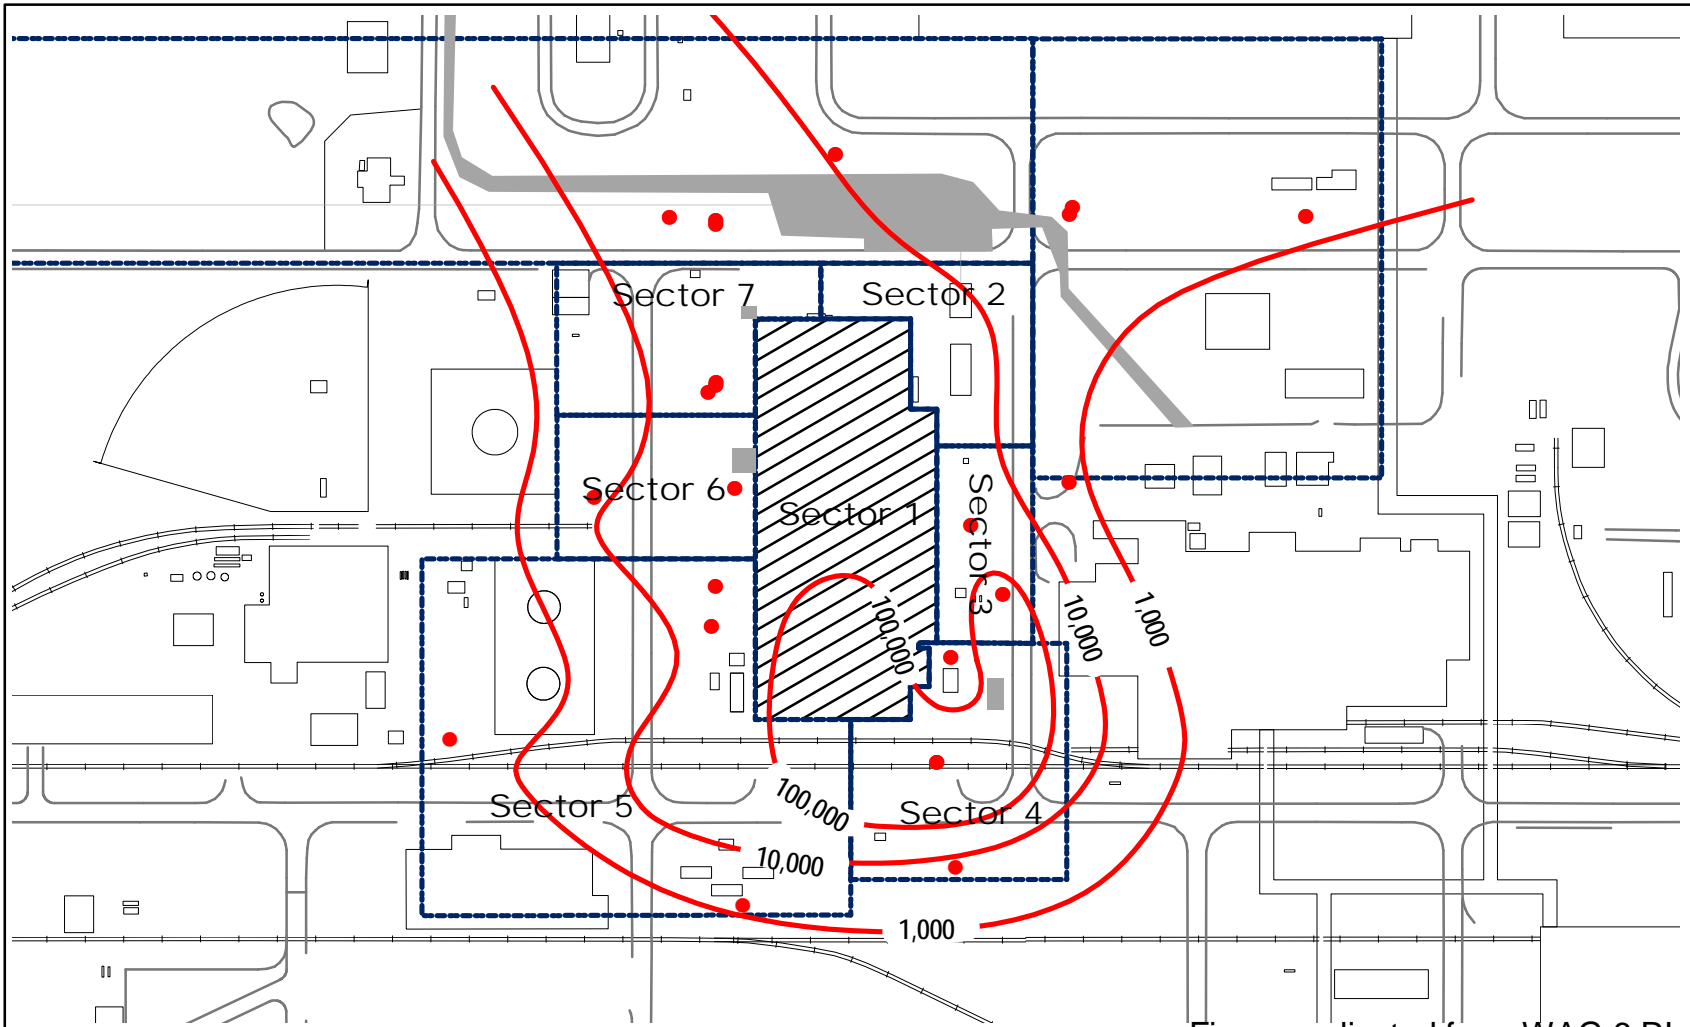 Sector 7
Sector 2
Sector 6
Sector 1
Sector 3
100,000
10,000
1,000
100,000
Sector 5
Sector 4
10,000
1,000